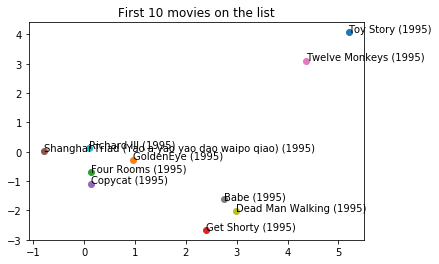 First 10 movies on the list
4
3
2
1
0
−1
−2
−3
Toy Story (1995)
Twelve Monkeys (1995)
Richard III (1995)
Shanghai Triad (Yao a yao yao dao waipo qiao) (1995)
GoldenEye (1995)
Four Rooms (1995)
Copycat (1995)
Babe (1995)
Dead Man Walking (1995)
Get Shorty (1995)
−1 0 1 2 3 4 5